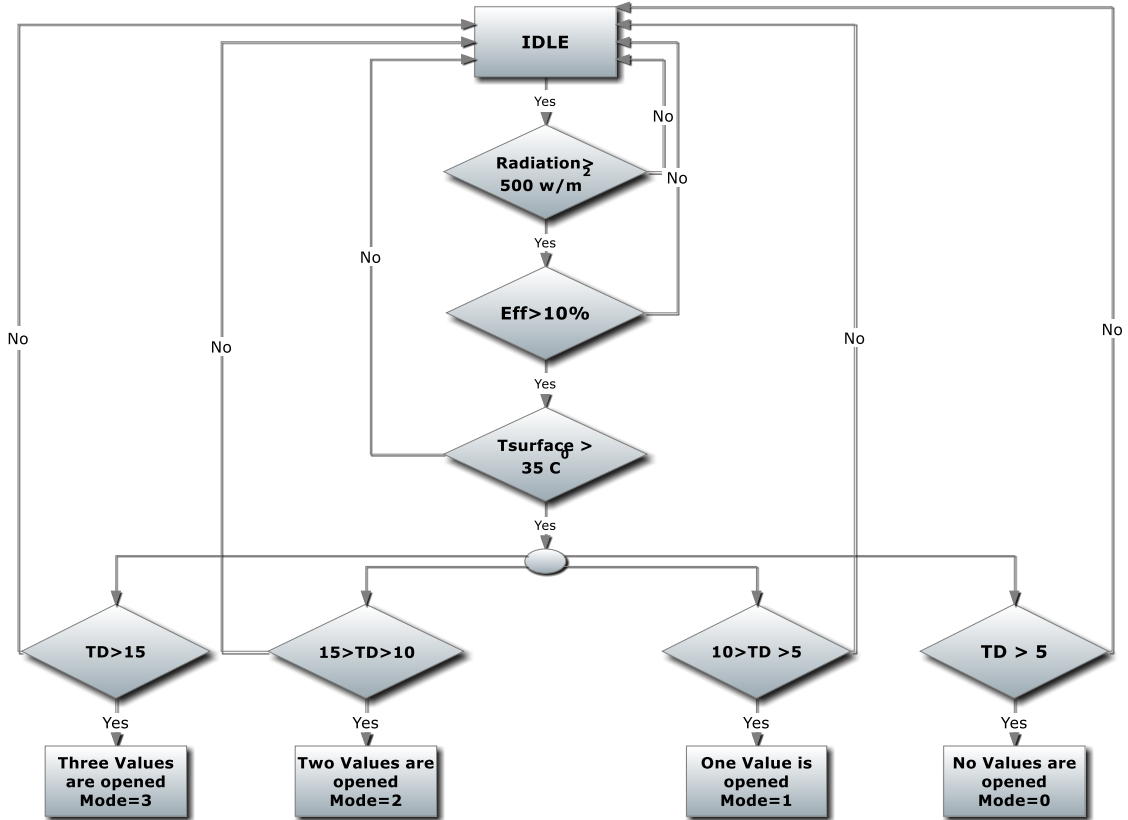 IDLE
Yes
No
Radiation>
500 w/m2
No
Yes
No
Eff>10%
No
No
No
No
Yes
Tsurface >
35 C0
Yes
TD>15
15>TD>10
10>TD >5
TD > 5
Yes
Yes
Yes
Yes
Three Values
are opened
Mode=3
Two Values are
opened
Mode=2
One Value is
opened
Mode=1
No Values are
opened
Mode=0